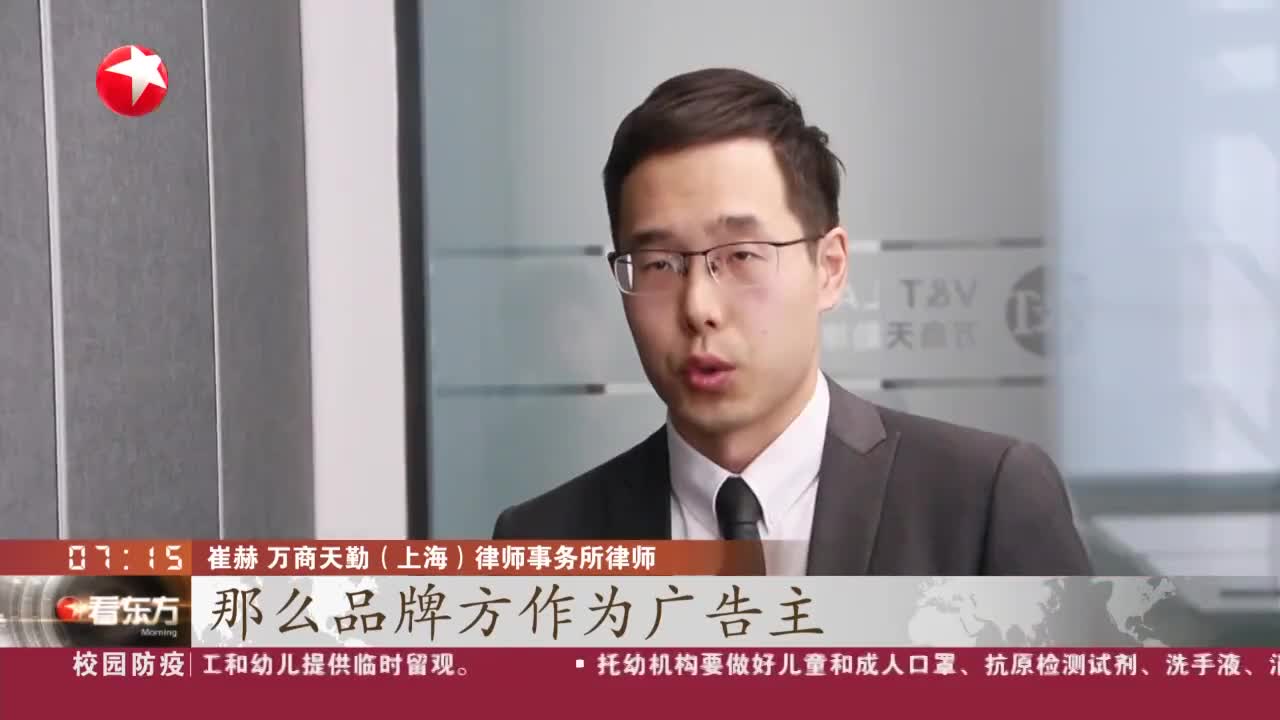 V&T LA
万商天勤
07:15
崔赫 万商天勤(上海)律师事务所律师
看东方
Morning
那么品牌方作为广告主
校园防疫
工和幼儿提供临时留观。 ▪ 托幼机构要做好儿童和成人口罩、抗原检测试剂、洗手液、